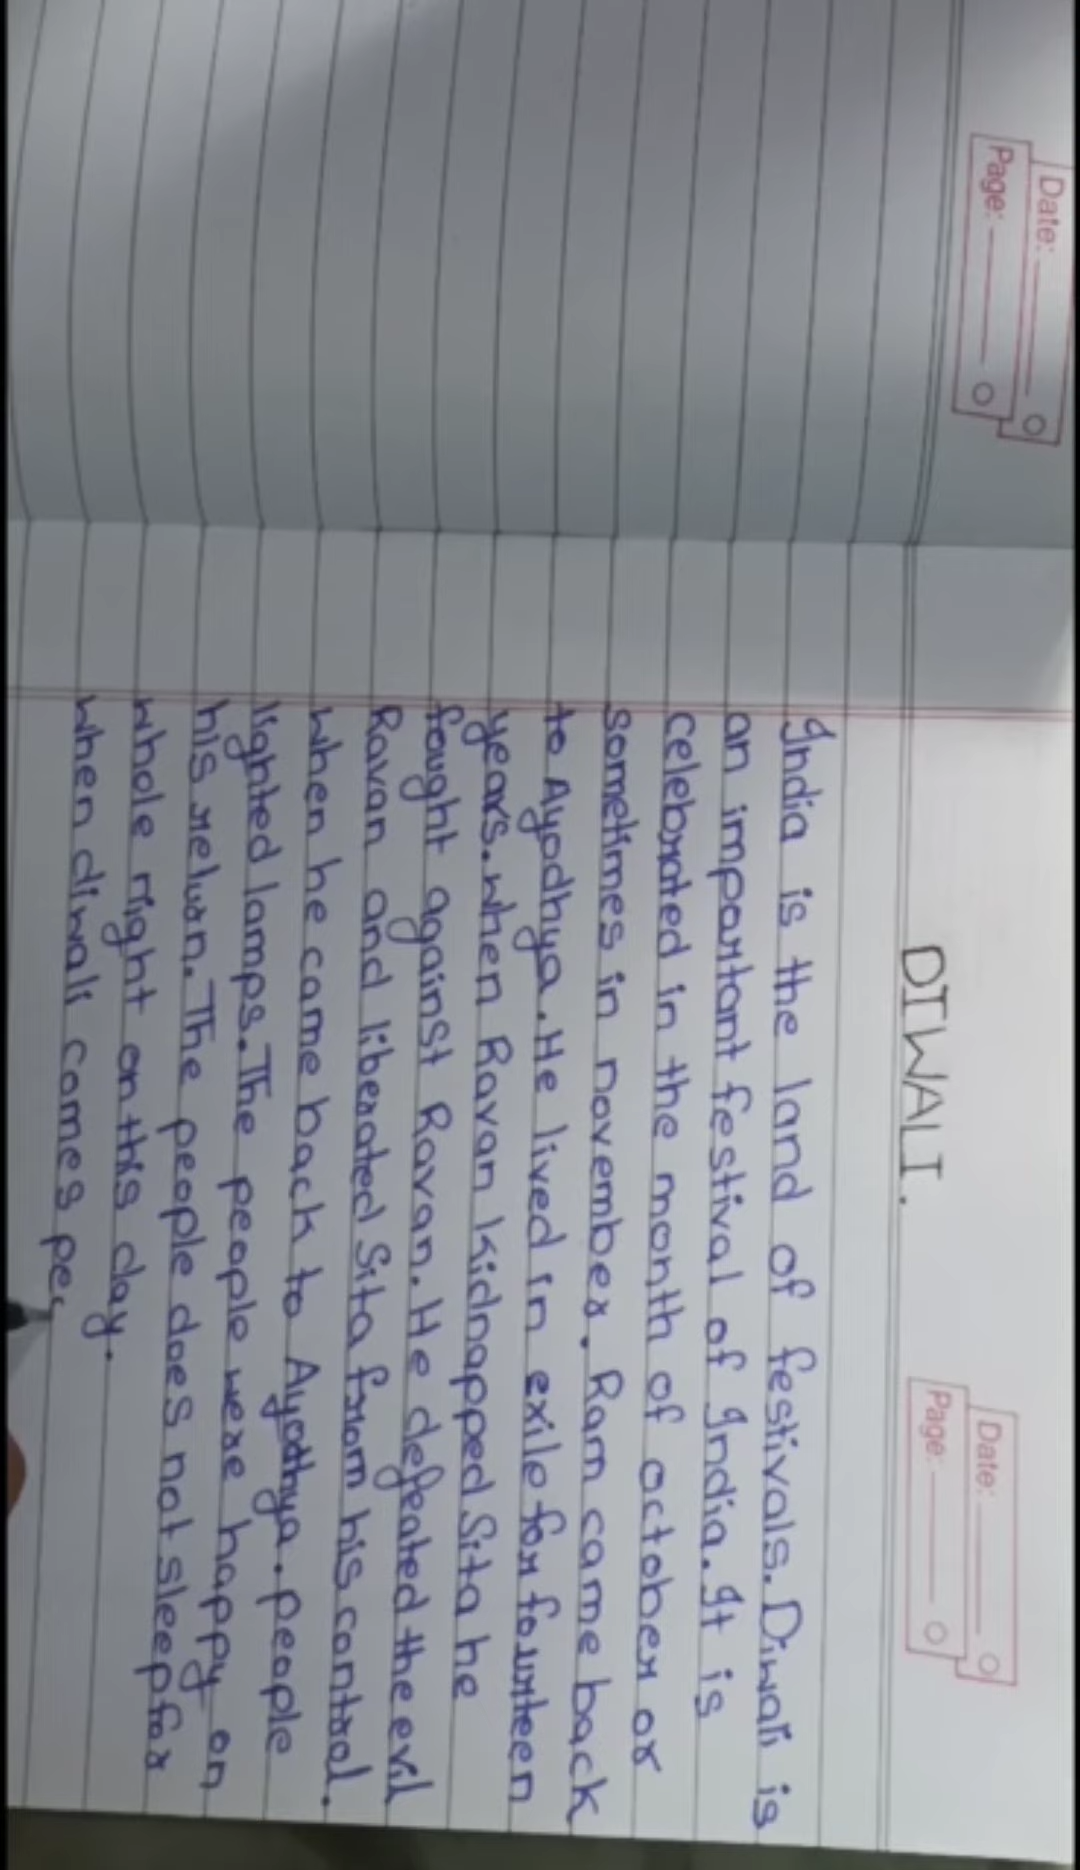 Date:
Page:
Date:
Page:
DIWALI.
India is the land of festivals. Diwali is
an important festival of India. It is
celebrated in the month of october or
sometimes in november. Ram came back
to Ayodhya. He lived in exile for fourteen
years. when Ravan kidnapped Sita he
fought against Ravan. He defeated the evil
Ravan and liberated Sita from his control.
when he came back to Ayodhya. people
lighted lamps. The people were happy on
his return. The people does not sleep for
whole night on this day.
when diwali comes pe